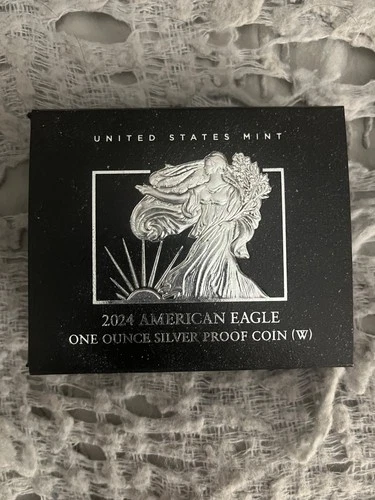 UNITED STATES MINT
2024 AMERICAN EAGLE
ONE OUNCE SILVER PROOF COIN (W)